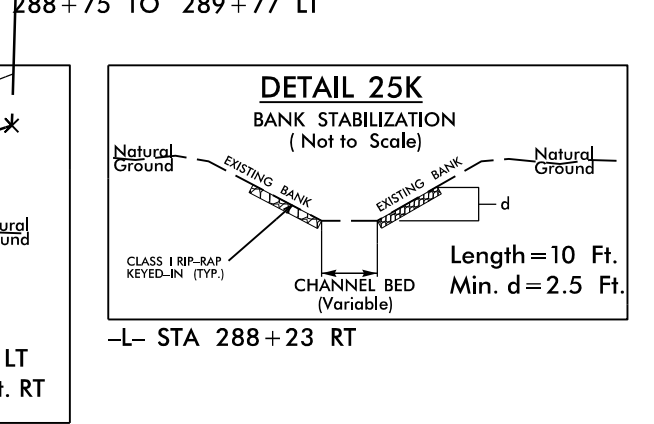 288+75 TO 289+77 LT
DETAIL 25K
BANK STABILIZATION
(Not to Scale)
Natural
Ground
EXISTING BANK
EXISTING BANK
Natural
Ground
d
CLASS I RIP-RAP
KEYED-IN (TYP.)
CHANNEL BED
(Variable)
Length=10 Ft.
Min. d=2.5 Ft.
-L- STA 288+23 RT
LT
RT